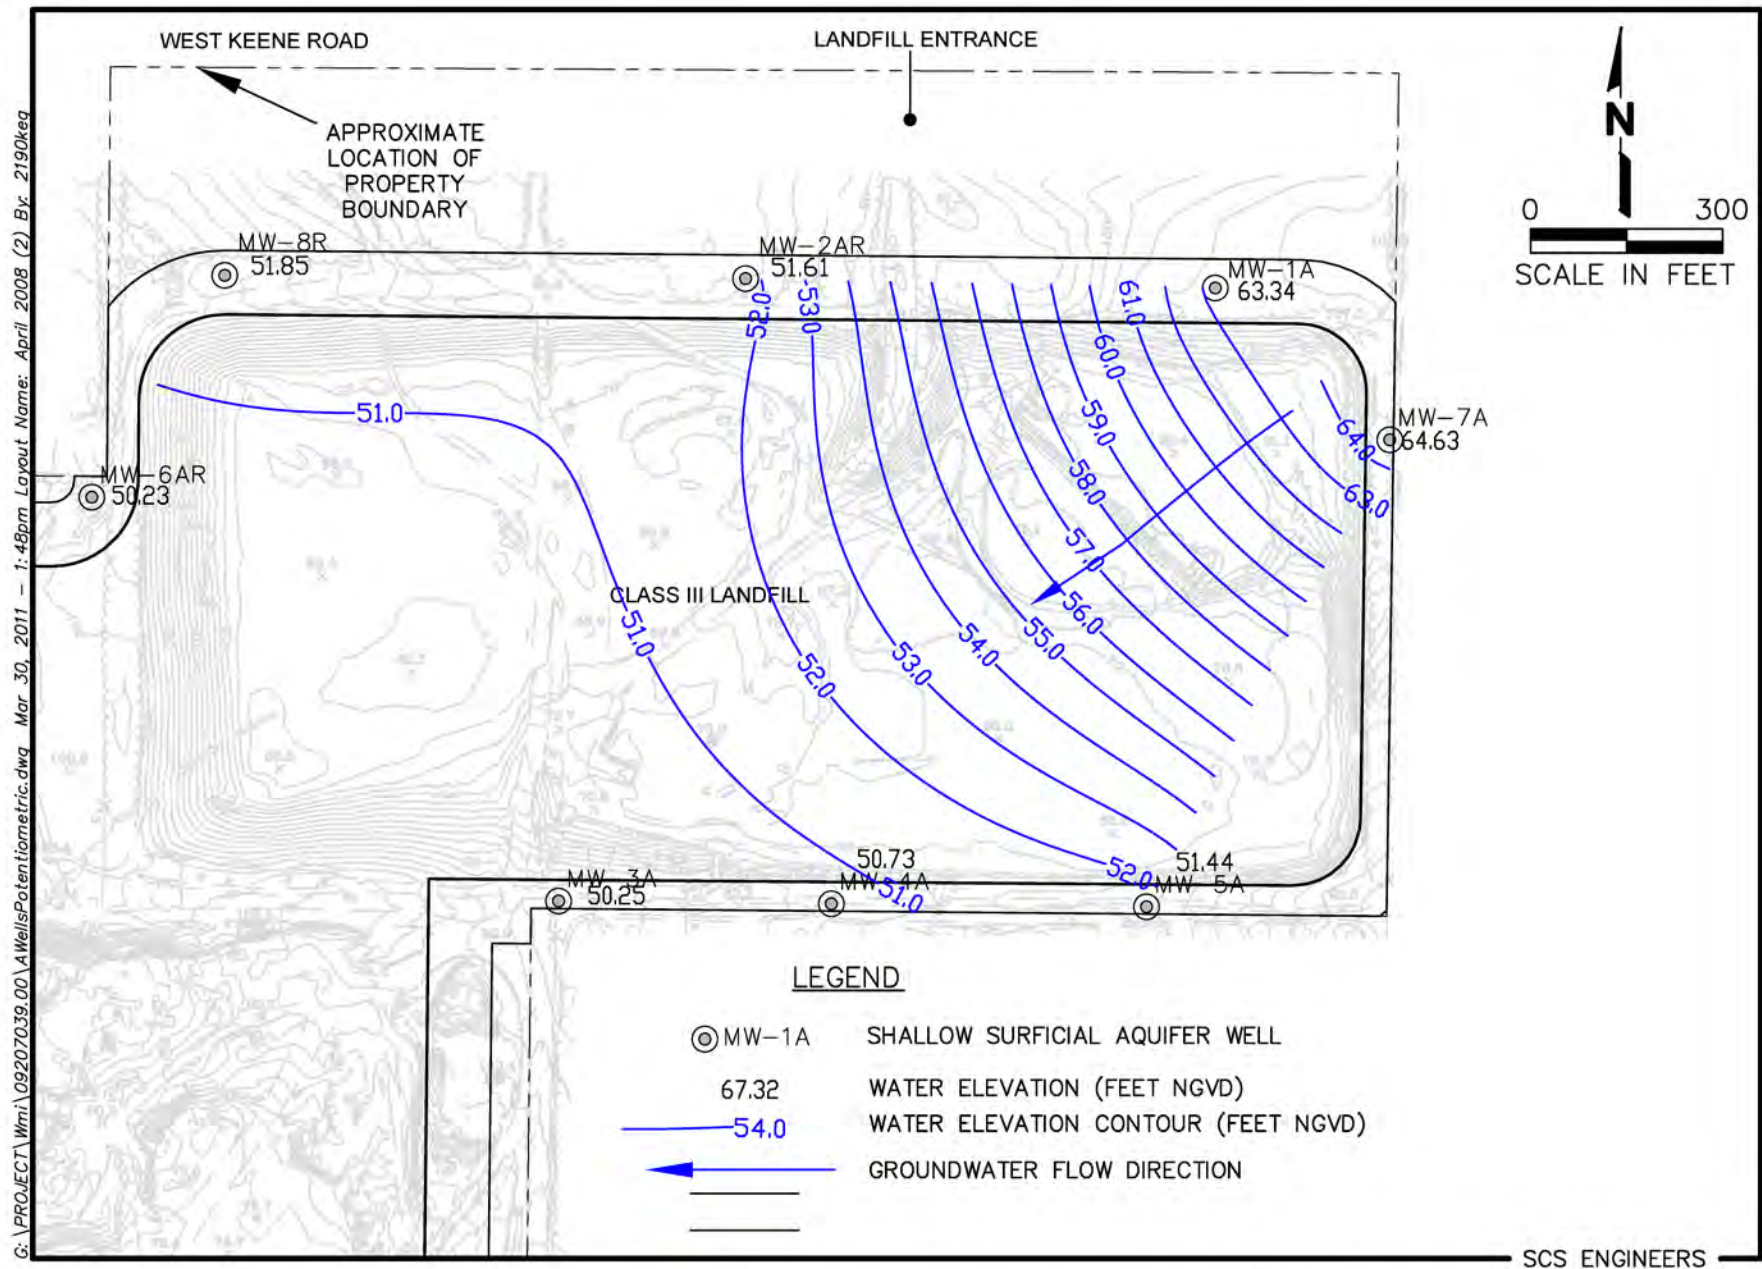 WEST KEENE ROAD
LANDFILL ENTRANCE
APPROXIMATE
LOCATION OF
PROPERTY
BOUNDARY
N
0 300
SCALE IN FEET
MW-8R
51.85
MW-2AR
51.61
MW-1A
63.34
MW-7A
64.63
MW-6AR
50.23
52.0
53.0
61.0
60.0
59.0
58.0
57.0
56.0
55.0
54.0
53.0
52.0
51.0
51.0
64.0
63.0
CLASS III LANDFILL
MW-3A
50.25
50.73
MW-4A
51.0
52.0
51.44
MW-5A
LEGEND
MW-1A SHALLOW SURFICIAL AQUIFER WELL
67.32 WATER ELEVATION (FEET NGVD)
54.0 WATER ELEVATION CONTOUR (FEET NGVD)
GROUNDWATER FLOW DIRECTION
SCS ENGINEERS
G:\PROJECT\Wmi\09207039.00\AWellsPotentiometric.dwg Mar 30, 2011 - 1:48pm Layout Name: April 2008 (2) By: 2190keg